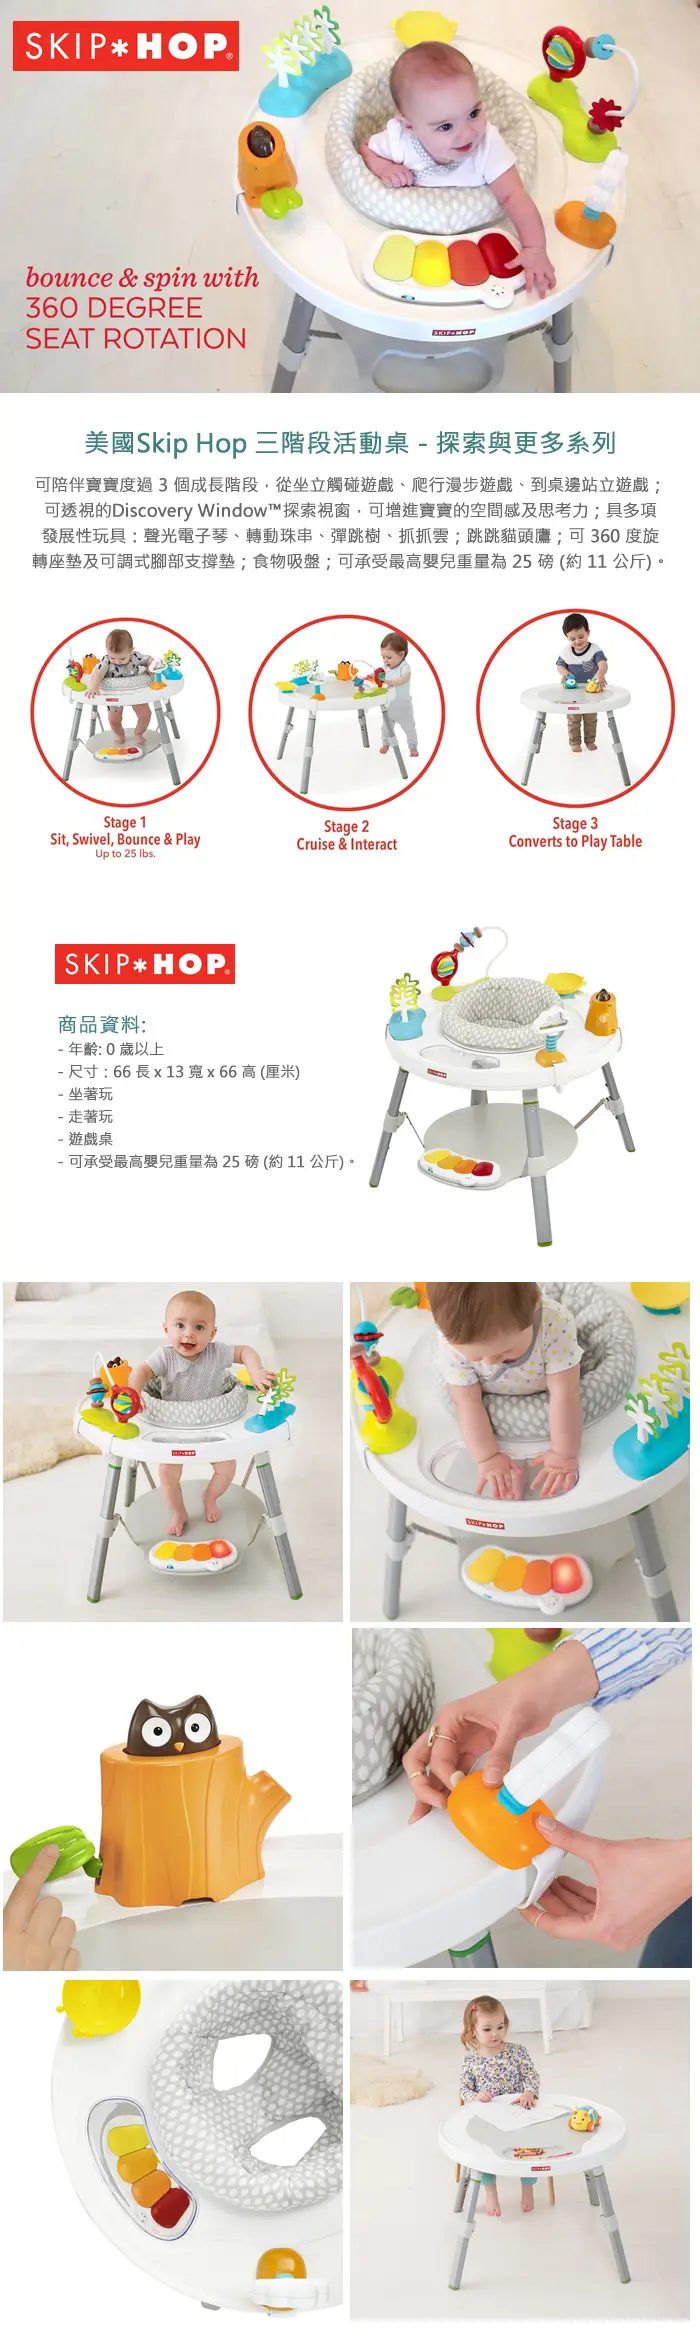 SKIP*HOP®
bounce & spin with
360 DEGREE
SEAT ROTATION
SKIP*HOP
美國Skip Hop 三階段活動桌 - 探索與更多系列
可陪伴寶寶度過 3 個成長階段，從坐立觸碰遊戲、爬行漫步遊戲、到桌邊站立遊戲；
可透視的Discovery Window™探索視窗，可增進寶寶的空間感及思考力；具多項
發展性玩具：聲光電子琴、轉動珠串、彈跳樹、抓抓雲；跳跳貓頭鷹；可 360 度旋
轉座墊及可調式腳部支撐墊；食物吸盤；可承受最高嬰兒重量為 25 磅 (約 11 公斤)。
Stage 1
Sit, Swivel, Bounce & Play
Up to 25 lbs.
Stage 2
Cruise & Interact
Stage 3
Converts to Play Table
SKIP*HOP®
商品資料:
- 年齡: 0 歲以上
- 尺寸：66 長 x 13 寬 x 66 高 (厘米)
- 坐著玩
- 走著玩
- 遊戲桌
- 可承受最高嬰兒重量為 25 磅 (約 11 公斤)。
SKIP*HOP
SKIP*HOP
SKIP*HOP
SKIP*HOP